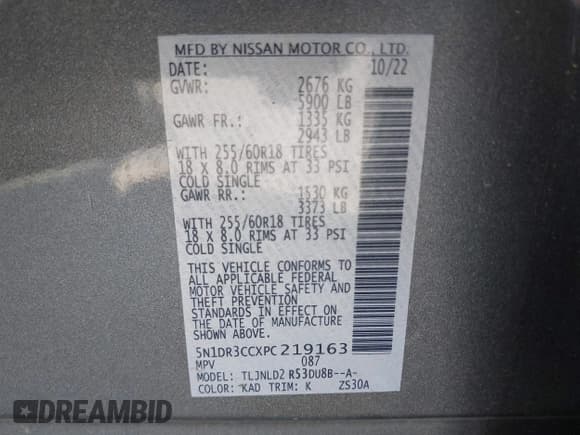 MFD BY NISSAN MOTOR CO., LTD.
DATE: 10/22
GVWR: 2676 KG
5900 LB
GAWR FR.: 1335 KG
2943 LB
WITH 255/60R18 TIRES
18 X 8.0 RIMS AT 33 PSI
COLD SINGLE
GAWR RR.: 1530 KG
3373 LB
WITH 255/60R18 TIRES
18 X 8.0 RIMS AT 33 PSI
COLD SINGLE
THIS VEHICLE CONFORMS TO
ALL APPLICABLE FEDERAL
MOTOR VEHICLE SAFETY AND
THEFT PREVENTION
STANDARDS IN EFFECT ON
THE DATE OF MANUFACTURE
SHOWN ABOVE.
5N1DR3CCXPC219163
MPV 087
MODEL: TLJNLD2 R53DU8B--A-
COLOR: KAD TRIM: K ZS30A
DREAMBID
dreambid.com